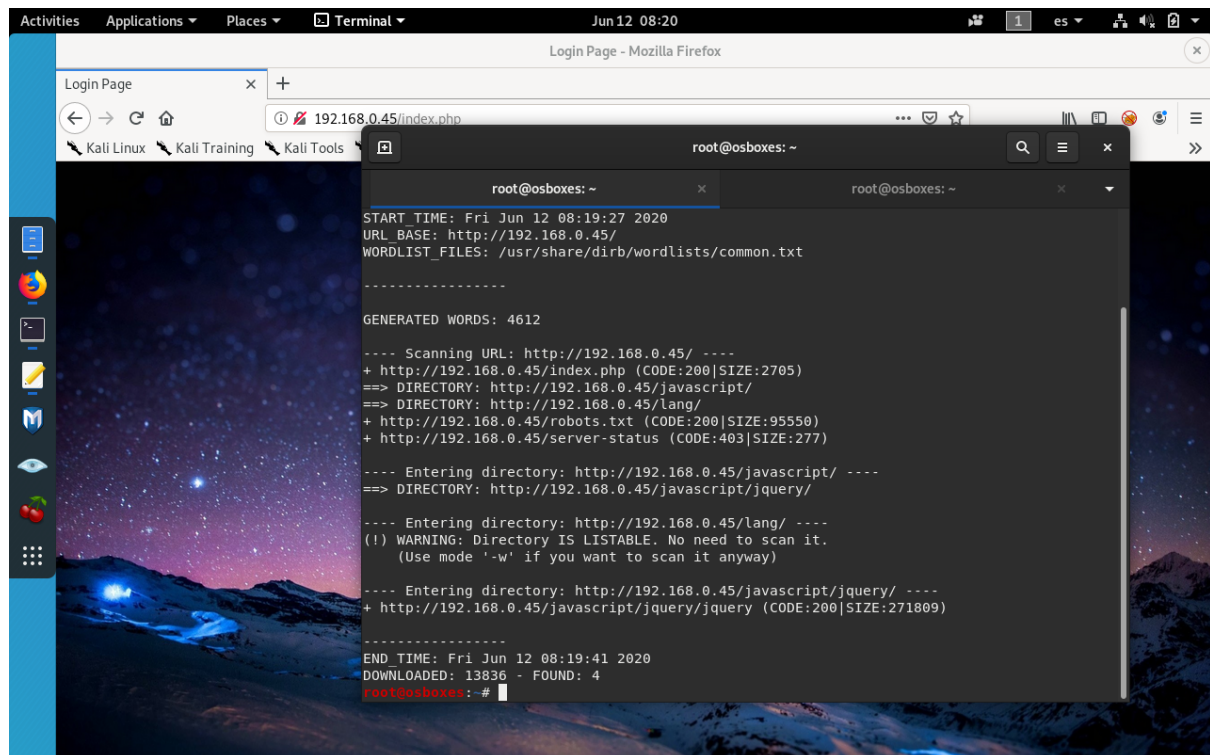 Activities Applications Places Terminal Jun 12 08:20 1 es
Login Page - Mozilla Firefox
Login Page
192.168.0.45/index.php
Kali Linux Kali Training Kali Tools
root@osboxes: ~
root@osboxes: ~ root@osboxes: ~
START_TIME: Fri Jun 12 08:19:27 2020
URL_BASE: http://192.168.0.45/
WORDLIST_FILES: /usr/share/dirb/wordlists/common.txt
-----------------
GENERATED WORDS: 4612
---- Scanning URL: http://192.168.0.45/ ----
+ http://192.168.0.45/index.php (CODE:200|SIZE:2705)
==> DIRECTORY: http://192.168.0.45/javascript/
==> DIRECTORY: http://192.168.0.45/lang/
+ http://192.168.0.45/robots.txt (CODE:200|SIZE:95550)
+ http://192.168.0.45/server-status (CODE:403|SIZE:277)
---- Entering directory: http://192.168.0.45/javascript/ ----
==> DIRECTORY: http://192.168.0.45/javascript/jquery/
---- Entering directory: http://192.168.0.45/lang/ ----
(!) WARNING: Directory IS LISTABLE. No need to scan it.
(Use mode '-w' if you want to scan it anyway)
---- Entering directory: http://192.168.0.45/javascript/jquery/ ----
+ http://192.168.0.45/javascript/jquery/jquery (CODE:200|SIZE:271809)
-----------------
END_TIME: Fri Jun 12 08:19:41 2020
DOWNLOADED: 13836 - FOUND: 4
root@osboxes:~#